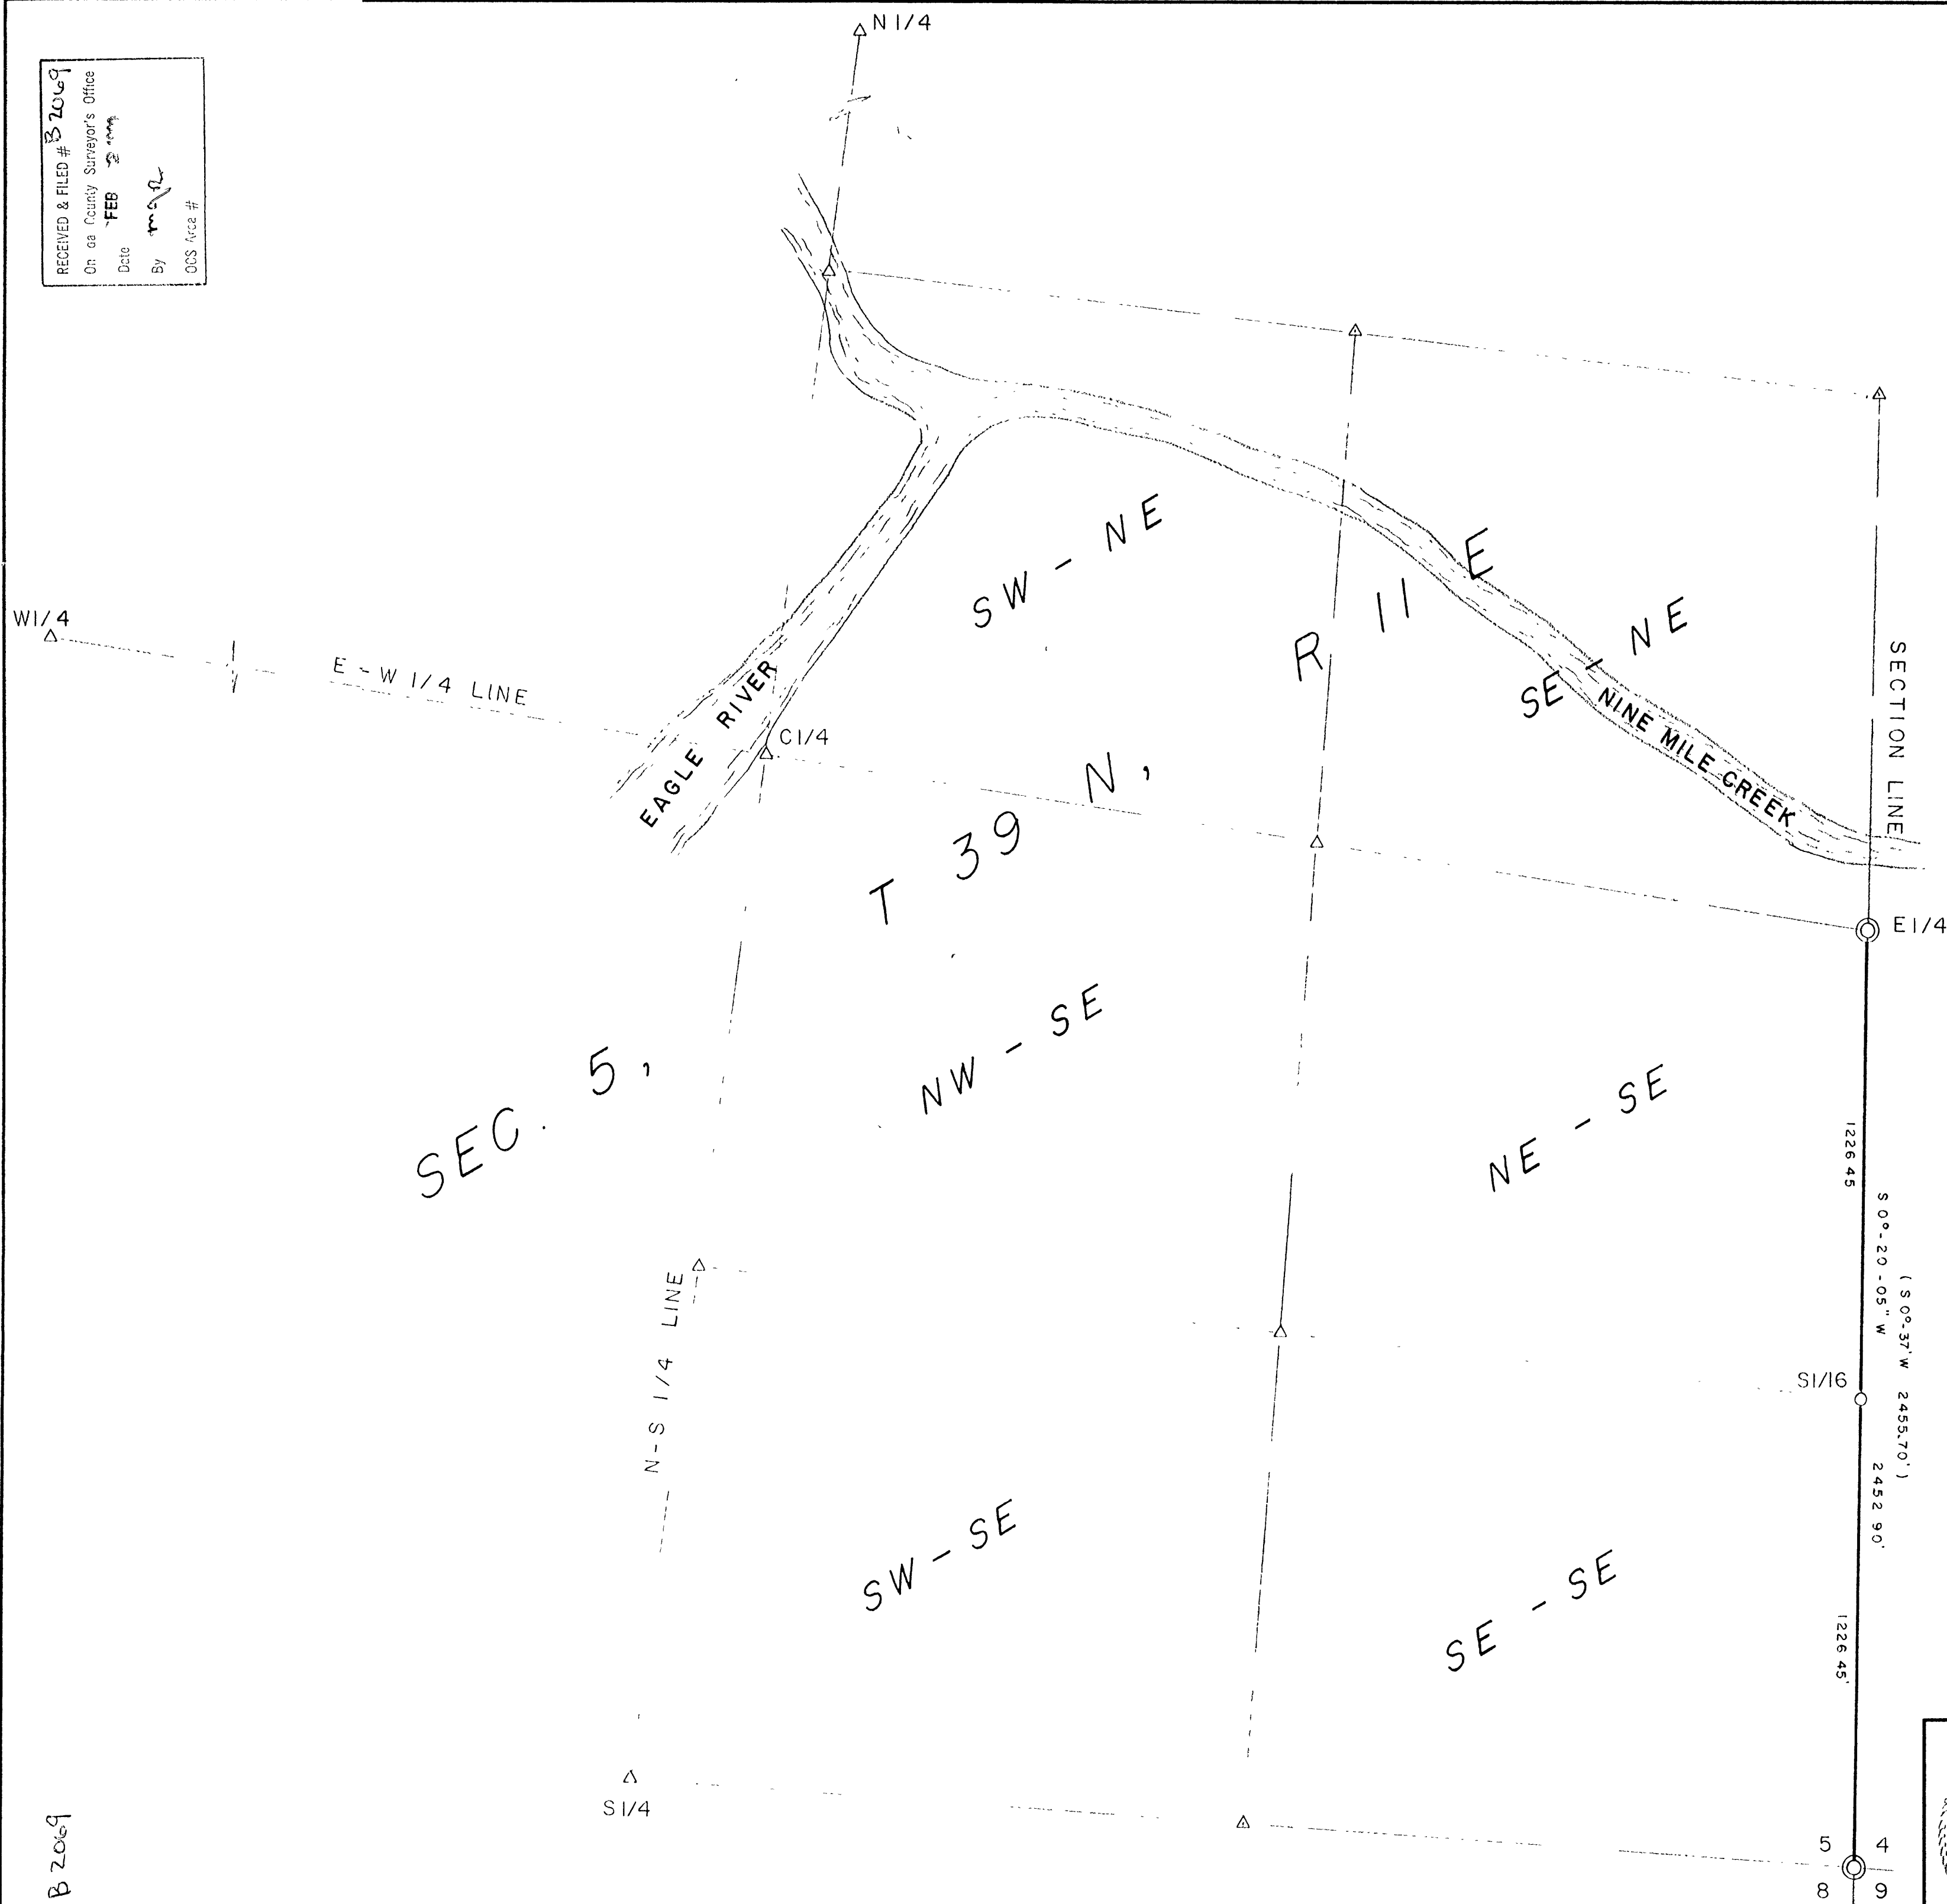 N 1/4
RECEIVED & FILED # B2069
On da County Surveyor's Office
Date FEB
By
OCS Area #
SW - NE
E
R 11
SE - NE
W1/4
E - W 1/4 LINE
EAGLE RIVER
C1/4
NINE MILE CREEK
SECTION LINE
T 39 N,
E1/4
SEC. 5,
NW - SE
NE - SE
1226 45
S 0°-20-05" W
(S 0°-37' W 2455.70')
N-S 1/4 LINE
S1/16
2452 90'
SW - SE
SE - SE
1226 45'
S1/4
B 2069
5 4
8 9